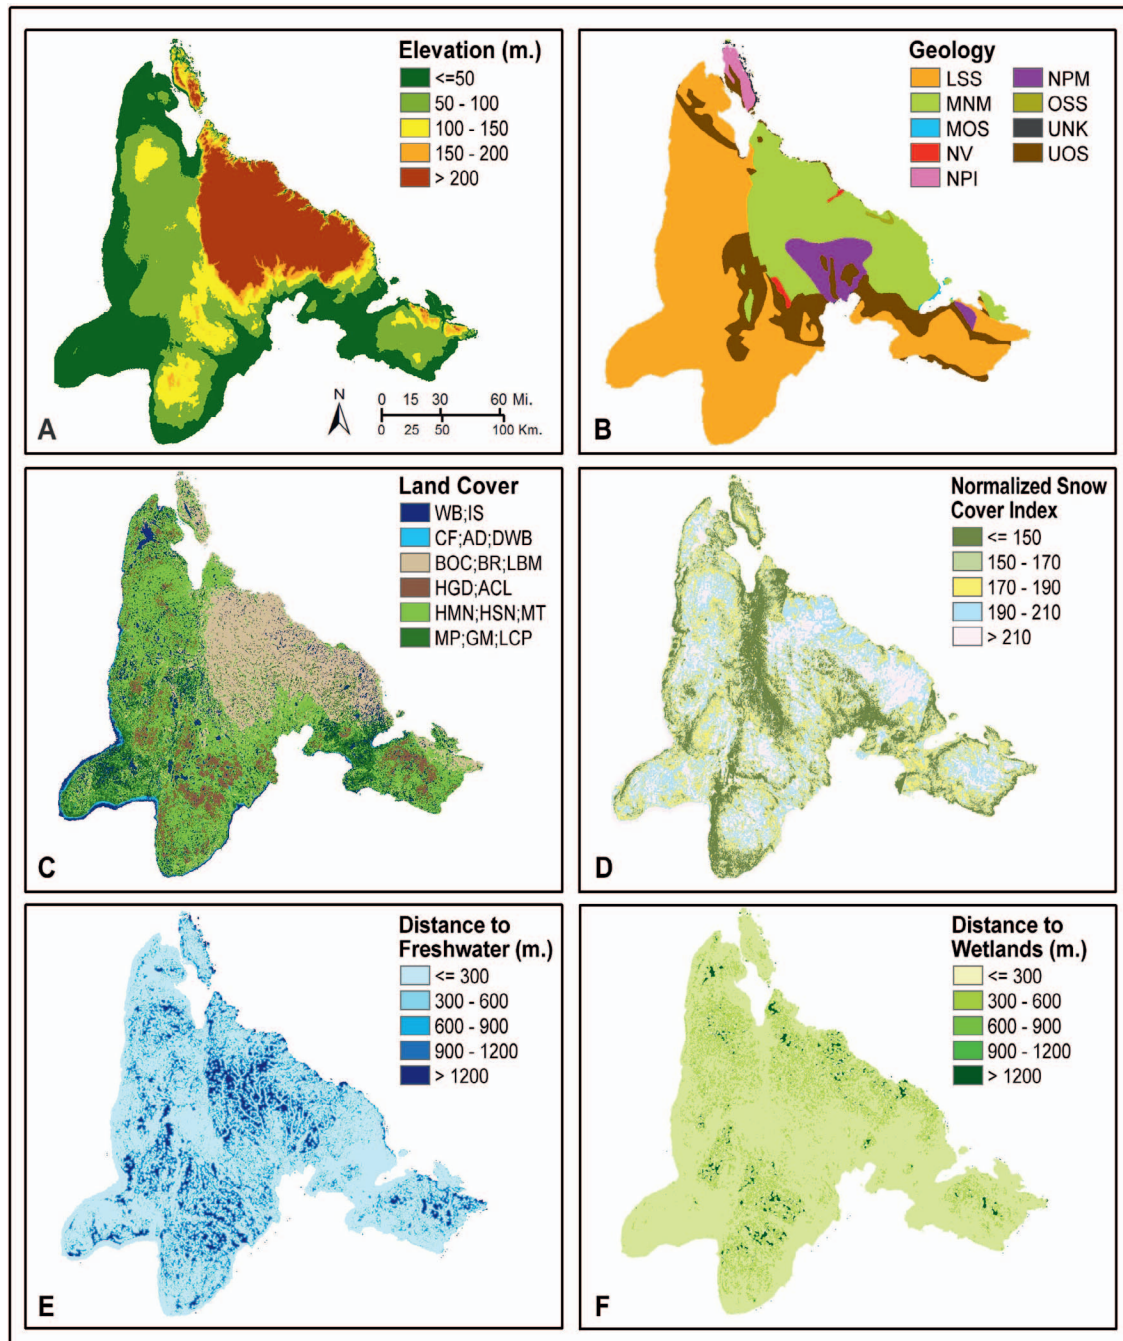 Elevation (m.)
<=50
50 - 100
100 - 150
150 - 200
> 200
N
0 15 30 60 Mi.
0 25 50 100 Km.
A
Geology
LSS
MNM
MOS
NV
NPI
NPM
OSS
UNK
UOS
B
Land Cover
WB;IS
CF;AD;DWB
BOC;BR;LBM
HGD;ACL
HMN;HSN;MT
MP;GM;LCP
C
Normalized Snow
Cover Index
<= 150
150 - 170
170 - 190
190 - 210
> 210
D
Distance to
Freshwater (m.)
<= 300
300 - 600
600 - 900
900 - 1200
> 1200
E
Distance to
Wetlands (m.)
<= 300
300 - 600
600 - 900
900 - 1200
> 1200
F